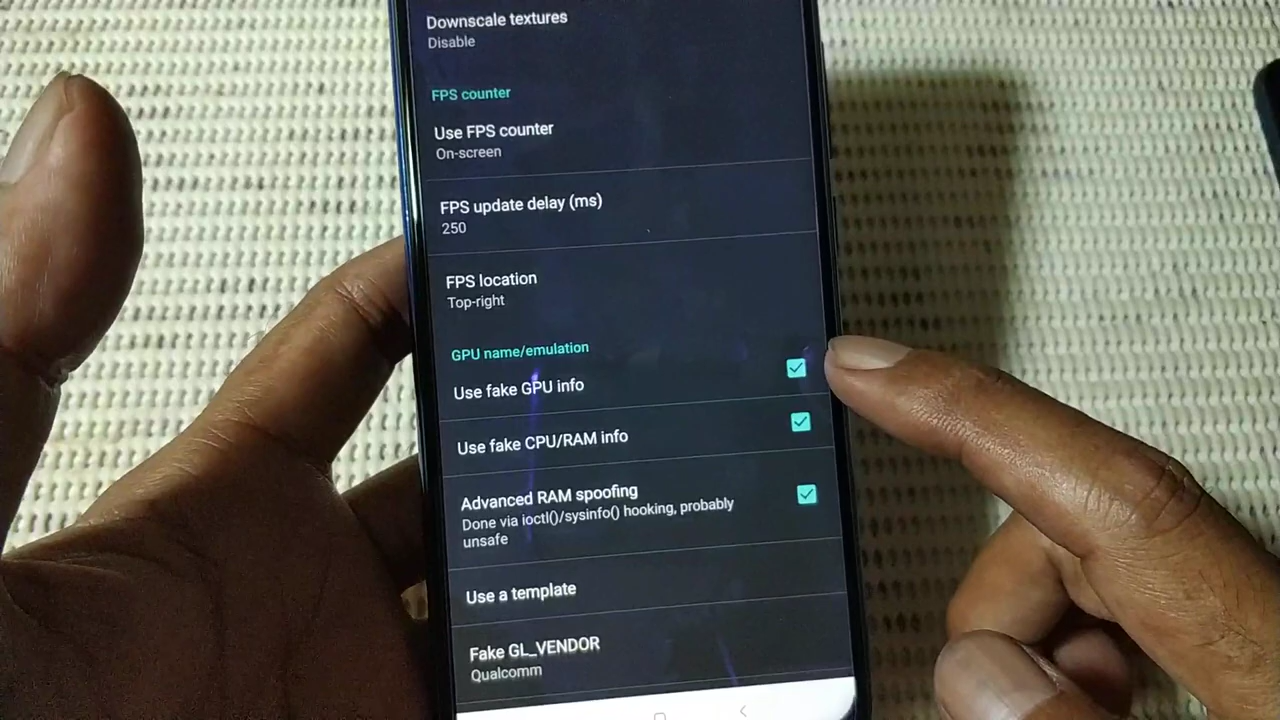 Downscale textures
Disable
FPS counter
Use FPS counter
On-screen
FPS update delay (ms)
250
FPS location
Top-right
GPU name/emulation
Use fake GPU info
Use fake CPU/RAM info
Advanced RAM spoofing
Done via ioctl()/sysinfo() hooking, probably
unsafe
Use a template
Fake GL_VENDOR
Qualcomm